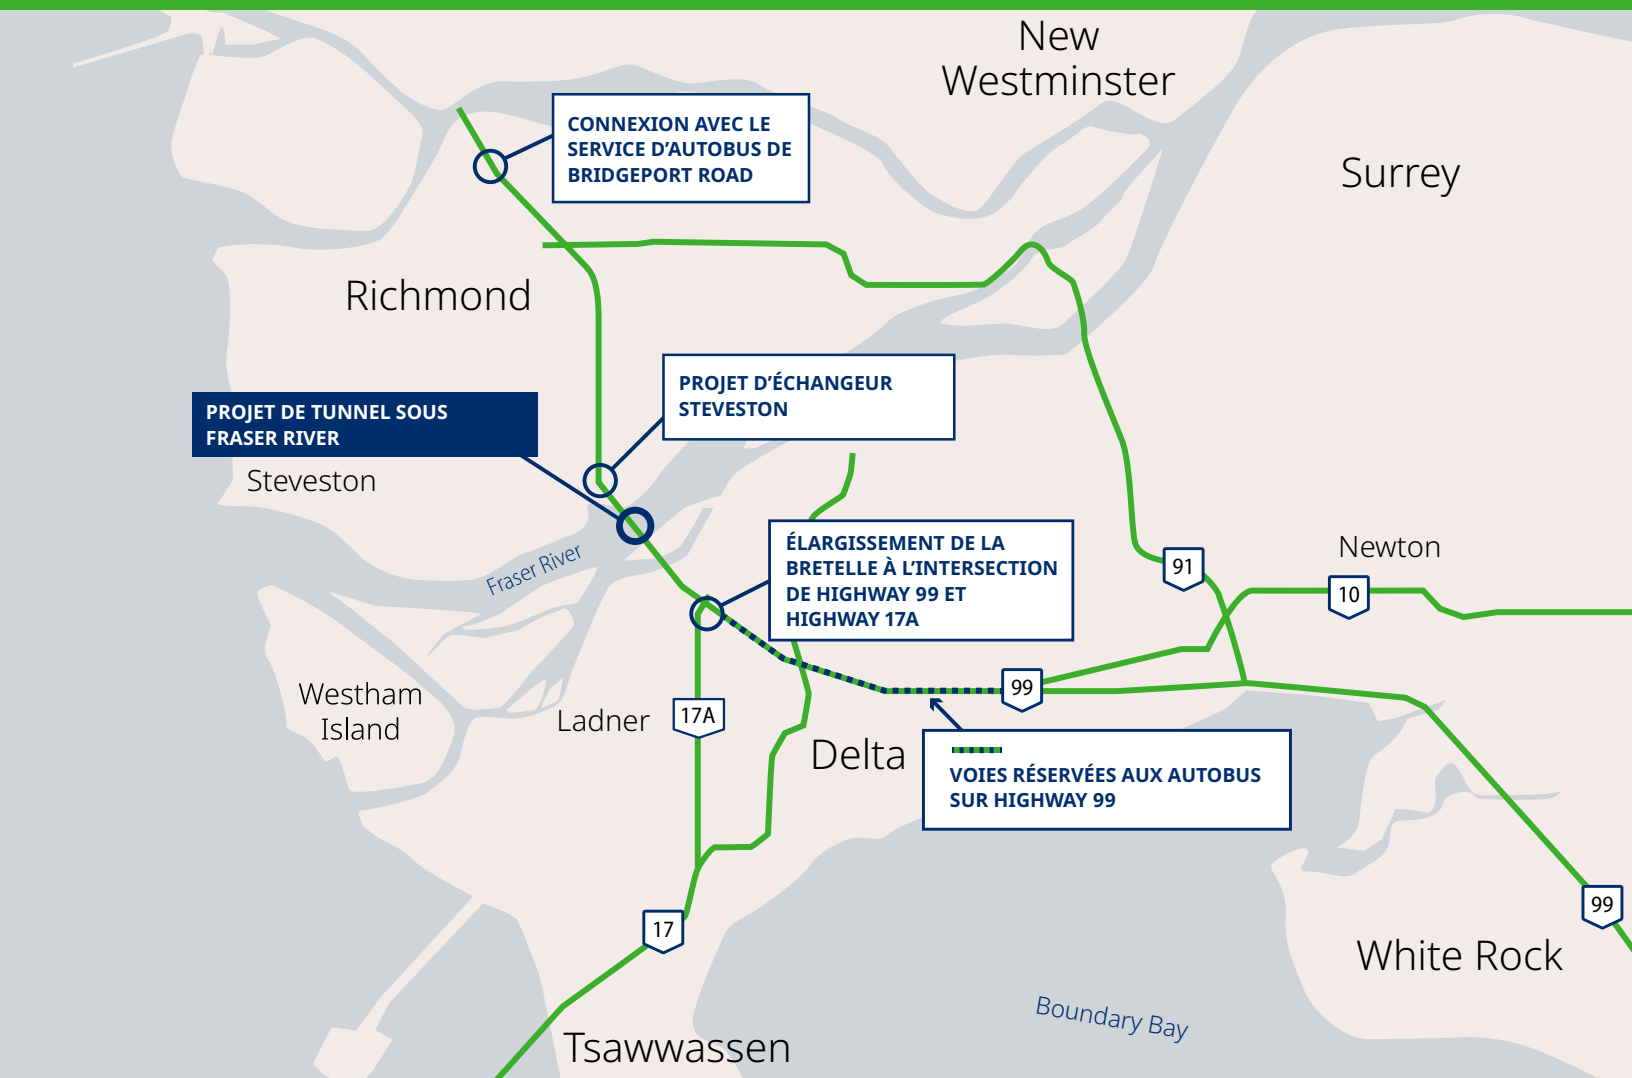 New
Westminster
CONNEXION AVEC LE
SERVICE D'AUTOBUS DE
BRIDGEPORT ROAD
Surrey
Richmond
PROJET D'ÉCHANGEUR
STEVESTON
PROJET DE TUNNEL SOUS
FRASER RIVER
Steveston
Fraser River
ÉLARGISSEMENT DE LA
BRETELLE À L'INTERSECTION
DE HIGHWAY 99 ET
HIGHWAY 17A
91
Newton
10
Westham
Island
Ladner
17A
99
Delta
VOIES RÉSERVÉES AUX AUTOBUS
SUR HIGHWAY 99
17
99
White Rock
Boundary Bay
Tsawwassen